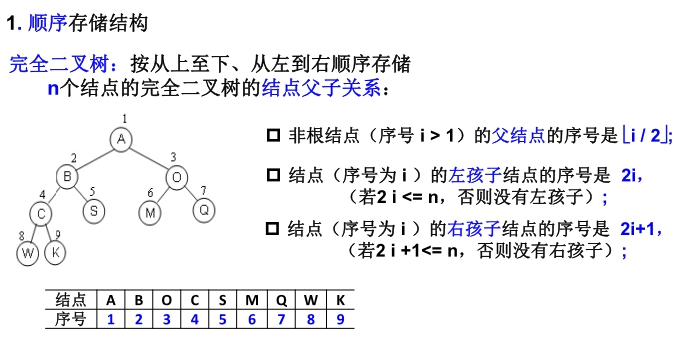 1. 顺序存储结构
完全二叉树：按从上至下、从左到右顺序存储
n个结点的完全二叉树的结点父子关系：
1
A
2
3
B
O
4
5
6
7
C
S
M
Q
8
9
W
K
非根结点（序号 i > 1）的父结点的序号是 ⌊i / 2⌋;
结点（序号为 i ）的左孩子结点的序号是 2i，
（若2 i <= n，否则没有左孩子）;
结点（序号为 i ）的右孩子结点的序号是 2i+1，
（若2 i +1<= n，否则没有右孩子）;
结点 A B O C S M Q W K
序号 1 2 3 4 5 6 7 8 9